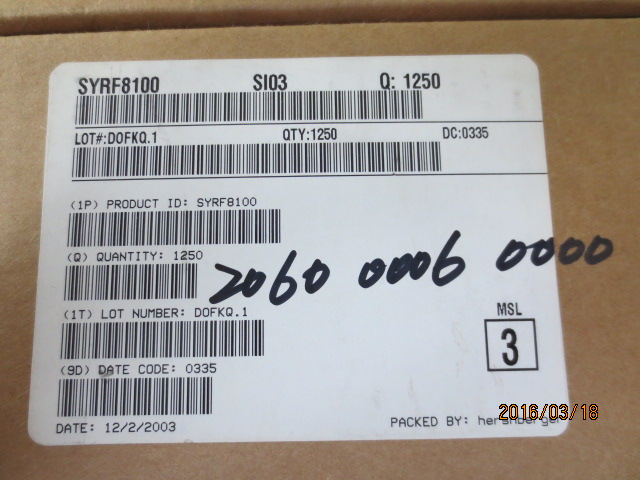 SYRF8100 SI03 Q: 1250
LOT#:DOFKQ.1 QTY:1250 DC:0335
(1P) PRODUCT ID: SYRF8100
(Q) QUANTITY: 1250
2060 0006 0000
(1T) LOT NUMBER: DOFKQ.1
MSL
3
(9D) DATE CODE: 0335
2016/03/18
DATE: 12/2/2003 PACKED BY: hershberger